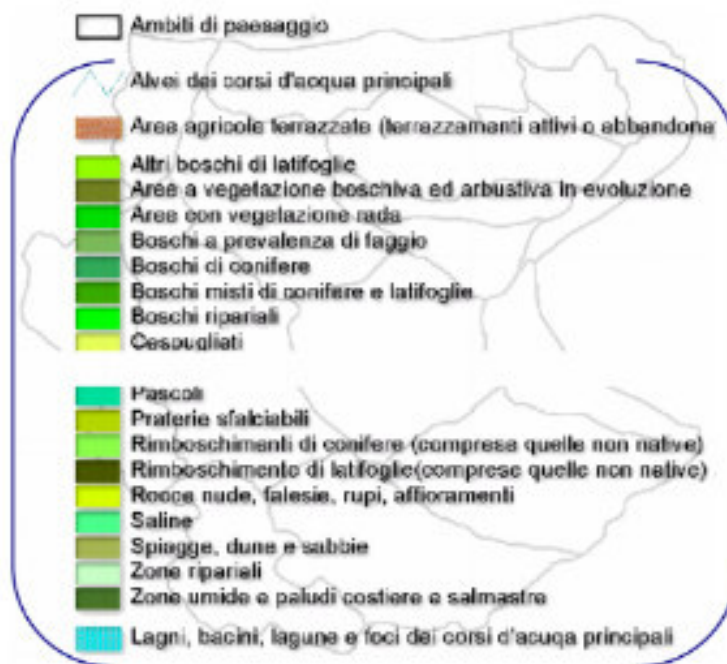 Ambiti di paesaggio
Alvei dei corsi d'acqua principali
Aree agricole terrazzate (terrazzamenti attivi o abbandona
Altri boschi di latifoglie
Aree a vegetazione boschiva ed arbustiva in evoluzione
Aree con vegetazione rada
Boschi a prevalenza di faggio
Boschi di conifere
Boschi misti di conifere e latifoglie
Boschi ripariali
Cespugliati
Pascoli
Praterie sfalciabili
Rimboschimenti di conifere (comprese quelle non native)
Rimboschimento di latifoglie(comprese quelle non native)
Rocce nude, falesie, rupi, affioramenti
Saline
Spiagge, dune e sabbie
Zone ripariali
Zone umide e paludi costiere e salmastre
Lagni, bacini, lagune e foci dei corsi d'acuqa principali